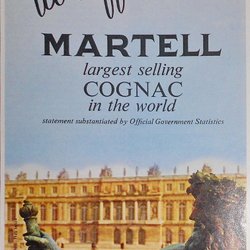 MARTELL
largest selling
COGNAC
in the world
statement substantiated by Official Government Statistics